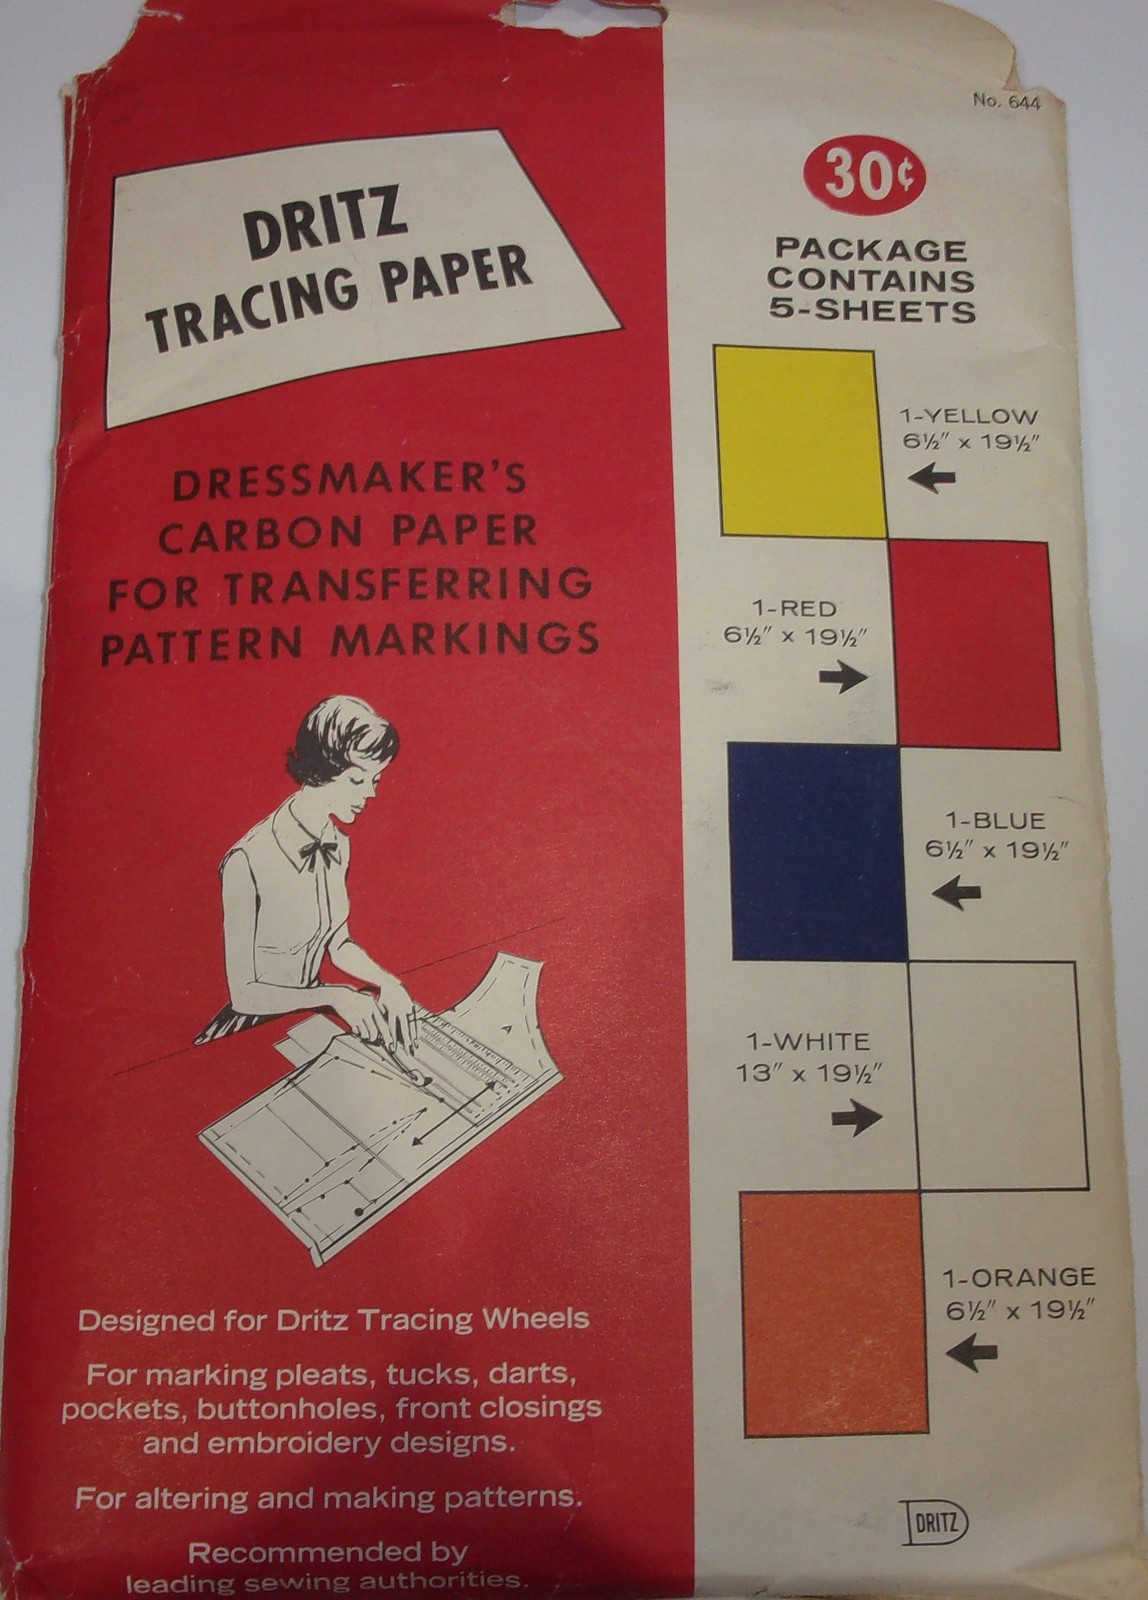 No. 644
DRITZ
TRACING PAPER
DRESSMAKER'S
CARBON PAPER
FOR TRANSFERRING
PATTERN MARKINGS
A
Designed for Dritz Tracing Wheels
For marking pleats, tucks, darts,
pockets, buttonholes, front closings
and embroidery designs.
For altering and making patterns.
Recommended by
leading sewing authorities.
30¢
PACKAGE
CONTAINS
5-SHEETS
1-YELLOW
6½" x 19½"
1-RED
6½" x 19½"
1-BLUE
6½" x 19½"
1-WHITE
13" x 19½"
1-ORANGE
6½" x 19½"
DRITZ